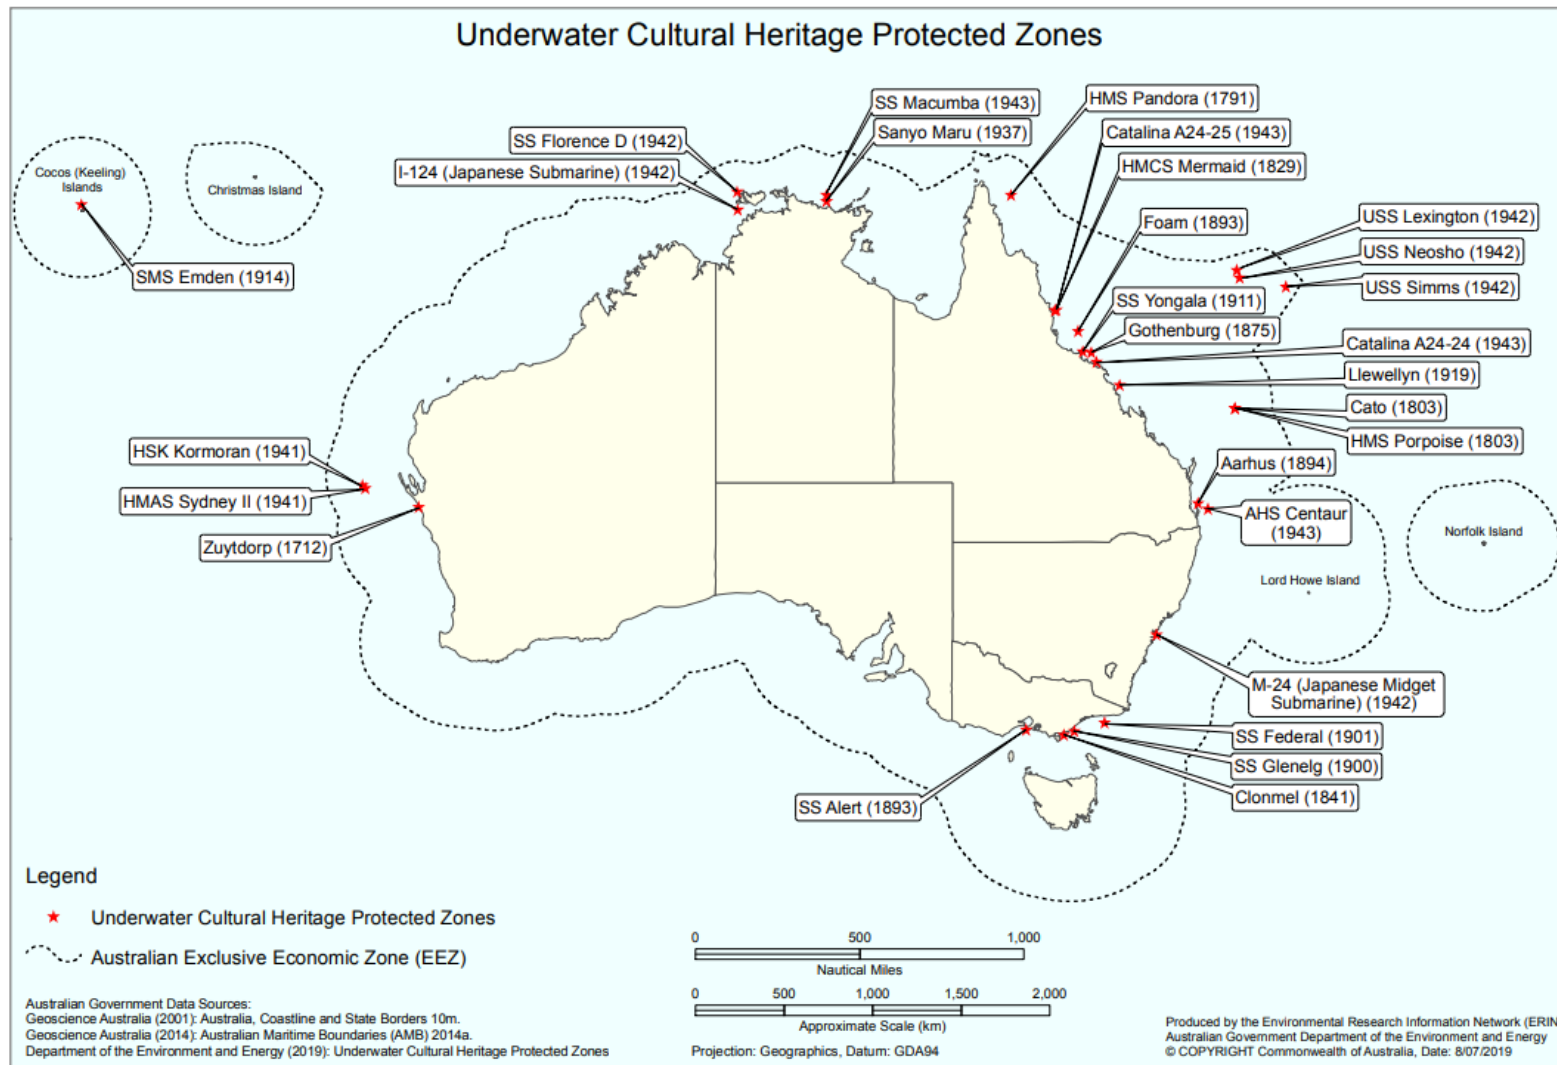 Underwater Cultural Heritage Protected Zones
SS Macumba (1943)
HMS Pandora (1791)
SS Florence D (1942)
Sanyo Maru (1937)
Catalina A24-25 (1943)
I-124 (Japanese Submarine) (1942)
HMCS Mermaid (1829)
Cocos (Keeling)
Islands
Christmas Island
Foam (1893)
USS Lexington (1942)
USS Neosho (1942)
SMS Emden (1914)
USS Simms (1942)
SS Yongala (1911)
Gothenburg (1875)
Catalina A24-24 (1943)
Llewellyn (1919)
Cato (1803)
HMS Porpoise (1803)
HSK Kormoran (1941)
Aarhus (1894)
HMAS Sydney II (1941)
AHS Centaur
(1943)
Zuytdorp (1712)
Norfolk Island
Lord Howe Island
M-24 (Japanese Midget
Submarine) (1942)
SS Federal (1901)
SS Glenelg (1900)
Clonmel (1841)
SS Alert (1893)
Legend
Underwater Cultural Heritage Protected Zones
Australian Exclusive Economic Zone (EEZ)
0 500 1,000
Nautical Miles
0 500 1,000 1,500 2,000
Approximate Scale (km)
Australian Government Data Sources:
Geoscience Australia (2001): Australia, Coastline and State Borders 10m.
Geoscience Australia (2014): Australian Maritime Boundaries (AMB) 2014a.
Department of the Environment and Energy (2019): Underwater Cultural Heritage Protected Zones
Projection: Geographics, Datum: GDA94
Produced by the Environmental Research Information Network (ERIN
Australian Government Department of the Environment and Energy
© COPYRIGHT Commonwealth of Australia, Date: 8/07/2019